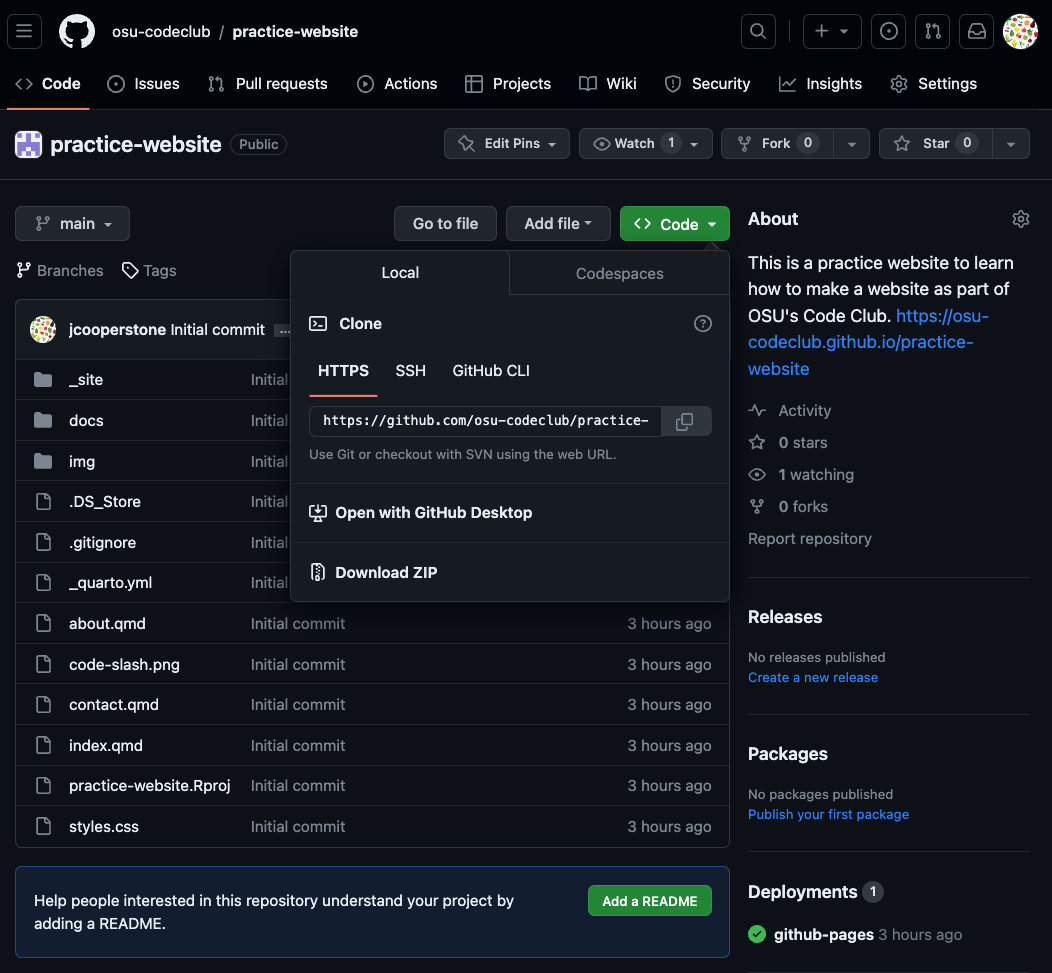 osu-codeclub / practice-website
Code Issues Pull requests Actions Projects Wiki Security Insights Settings
practice-website Public Edit Pins Watch 1 Fork 0 Star 0
main Go to file Add file Code
Branches Tags
Local Codespaces
Clone
HTTPS SSH GitHub CLI
https://github.com/osu-codeclub/practice-
Use Git or checkout with SVN using the web URL.
Open with GitHub Desktop
Download ZIP
jcooperstone Initial commit ...
_site Initial
docs Initial
img Initial
.DS_Store Initial
.gitignore Initial
_quarto.yml Initial
about.qmd Initial commit 3 hours ago
code-slash.png Initial commit 3 hours ago
contact.qmd Initial commit 3 hours ago
index.qmd Initial commit 3 hours ago
practice-website.Rproj Initial commit 3 hours ago
styles.css Initial commit 3 hours ago
Help people interested in this repository understand your project by
adding a README.
Add a README
About
This is a practice website to learn
how to make a website as part of
OSU's Code Club. https://osu-
codeclub.github.io/practice-
website
Activity
0 stars
1 watching
0 forks
Report repository
Releases
No releases published
Create a new release
Packages
No packages published
Publish your first package
Deployments 1
github-pages 3 hours ago